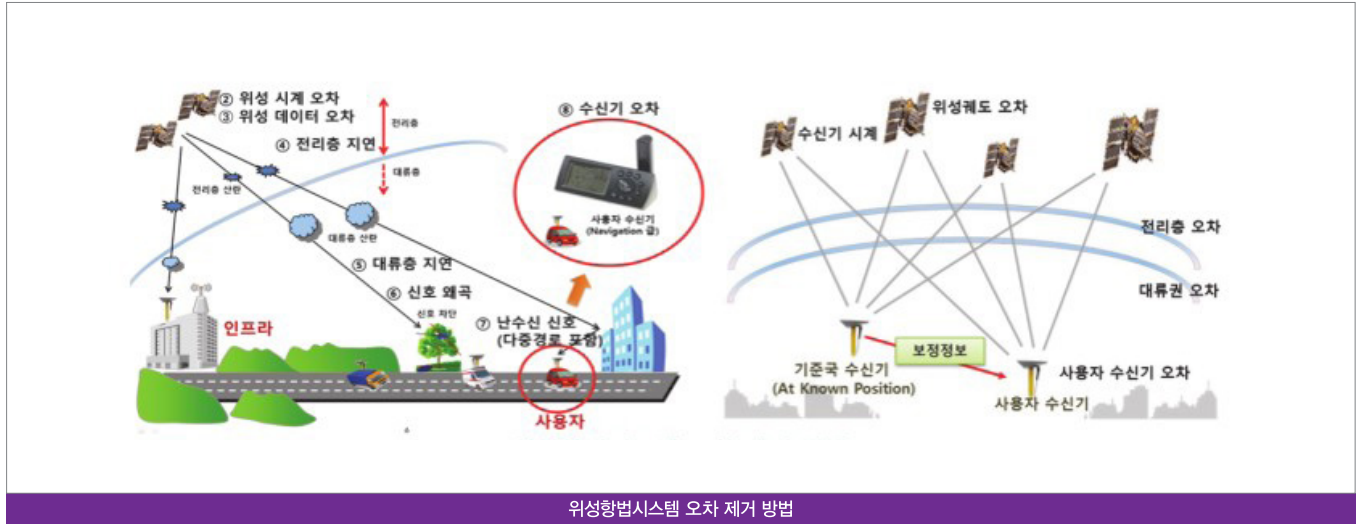 ② 위성 시계 오차
③ 위성 데이터 오차
④ 전리층 지연
전리층
대류층
전리층 산란
대류층 산란
⑤ 대류층 지연
⑥ 신호 왜곡
신호 차단
⑦ 난수신 신호
(다중경로 포함)
인프라
사용자
⑧ 수신기 오차
사용자 수신기
(Navigation 급)
수신기 시계
위성궤도 오차
전리층 오차
대류권 오차
보정정보
기준국 수신기
(At Known Position)
사용자 수신기 오차
사용자 수신기
위성항법시스템 오차 제거 방법